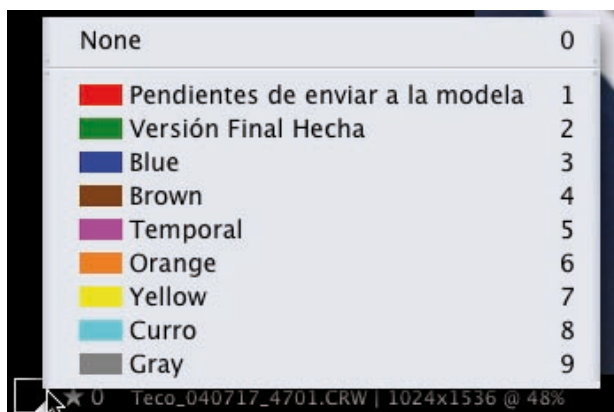 None 0
Pendientes de enviar a la modela 1
Versión Final Hecha 2
Blue 3
Brown 4
Temporal 5
Orange 6
Yellow 7
Curro 8
Gray 9
★ 0 Teco_040717_4701.CRW | 1024x1536 @ 48%